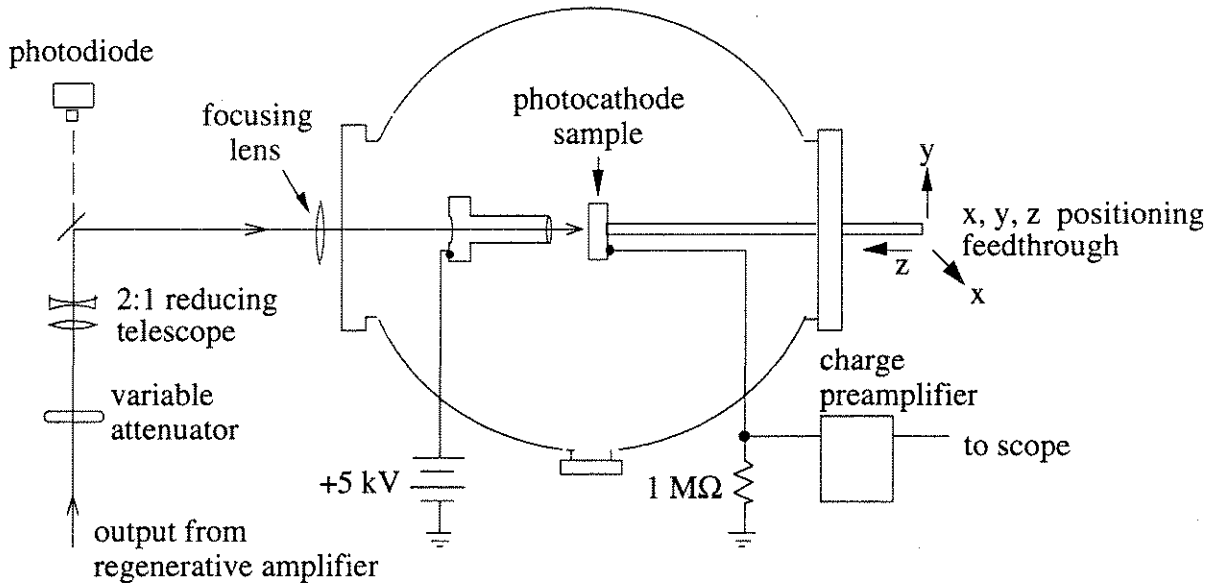 photodiode
focusing
lens
photocathode
sample
y
x, y, z positioning
feedthrough
z
x
2:1 reducing
telescope
variable
attenuator
charge
preamplifier
to scope
+5 kV
1 MΩ
output from
regenerative amplifier